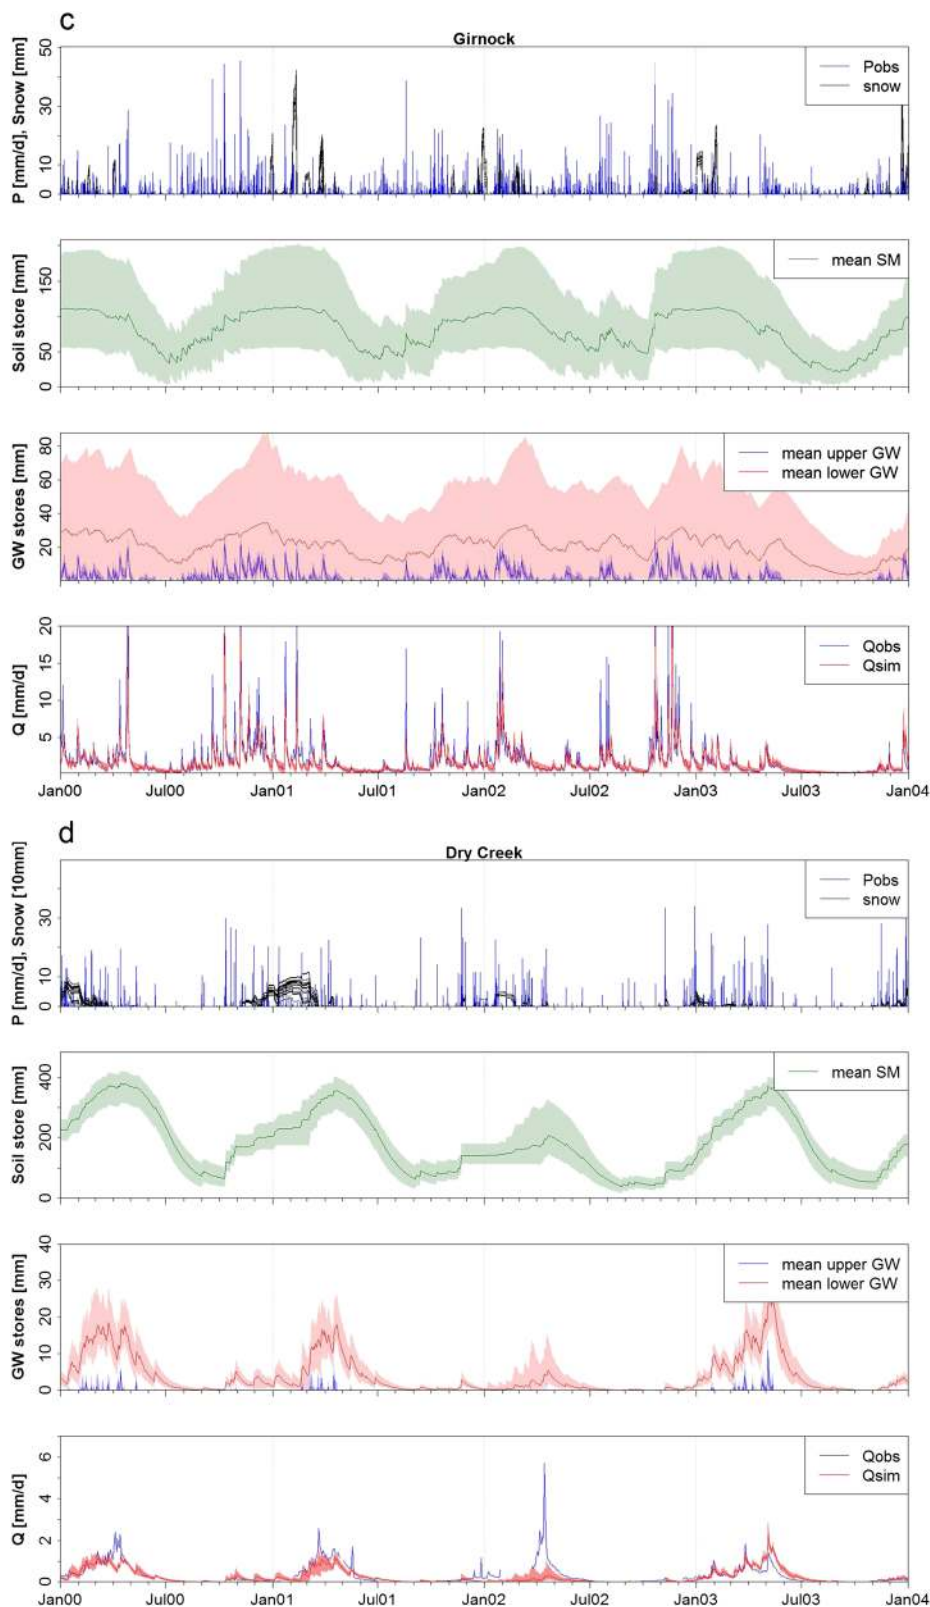 c
Girnock
P [mm/d], Snow [mm]
50
30
10
0
Pobs
snow
Soil store [mm]
150
50
0
mean SM
GW stores [mm]
80
60
40
20
mean upper GW
mean lower GW
Q [mm/d]
20
15
10
5
Qobs
Qsim
Jan00 Jul00 Jan01 Jul01 Jan02 Jul02 Jan03 Jul03 Jan04
d
Dry Creek
P [mm/d], Snow [10mm]
30
10
0
Pobs
snow
Soil store [mm]
400
200
0
mean SM
GW stores [mm]
40
30
20
10
0
mean upper GW
mean lower GW
Q [mm/d]
6
4
2
0
Qobs
Qsim
Jan00 Jul00 Jan01 Jul01 Jan02 Jul02 Jan03 Jul03 Jan04